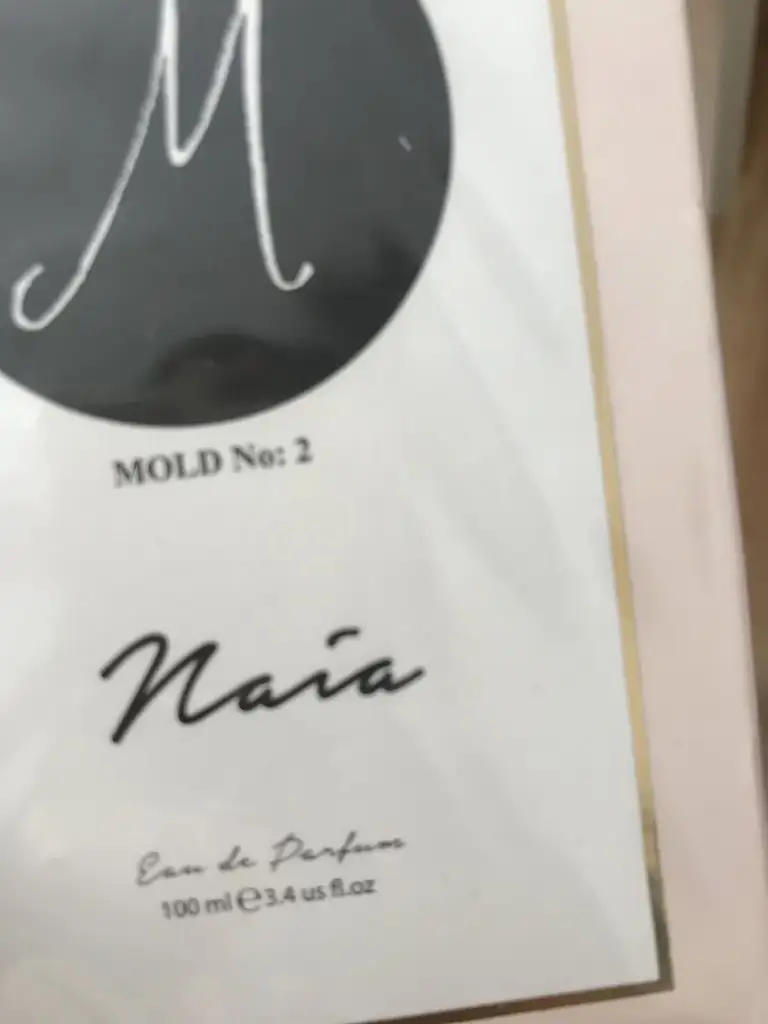 M
MOLD No: 2
Naia
Eau de Parfum
100 ml ℮ 3.4 us fl.oz